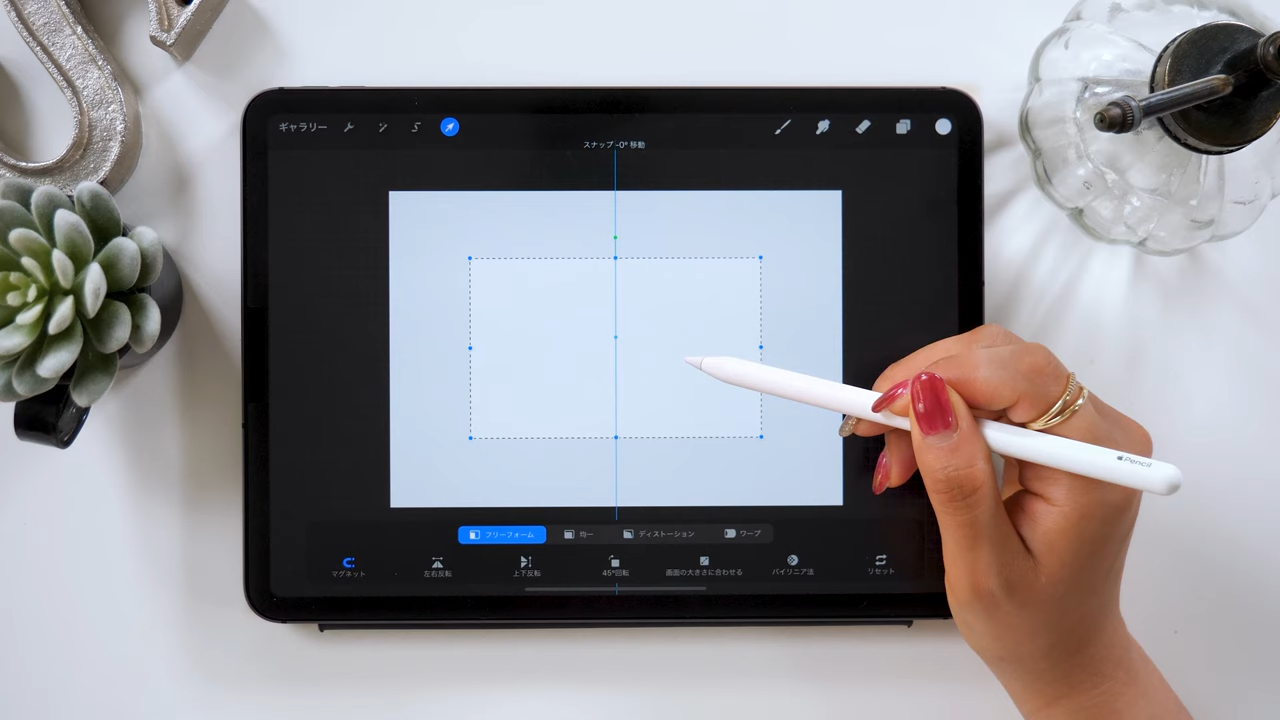 ギャラリー
スナップ -0° 移動
フリーフォーム 均一 ディストーション ワープ
マグネット 左右反転 上下反転 45°回転 画面の大きさに合わせる バイリニア法 リセット
Pencil